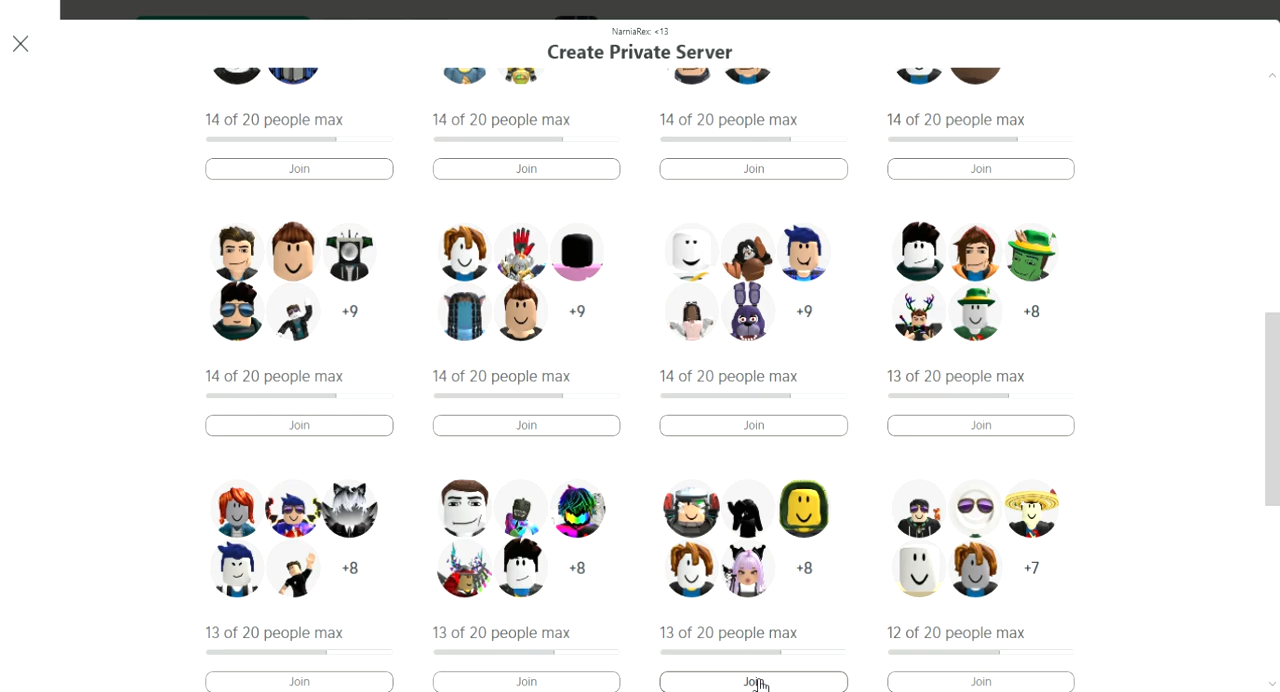 NarniaRex: <13
Create Private Server
14 of 20 people max
14 of 20 people max
14 of 20 people max
14 of 20 people max
Join
Join
Join
Join
+9
+9
+9
+8
14 of 20 people max
14 of 20 people max
14 of 20 people max
13 of 20 people max
Join
Join
Join
Join
+8
+8
+8
+7
13 of 20 people max
13 of 20 people max
13 of 20 people max
12 of 20 people max
Join
Join
Join
Join